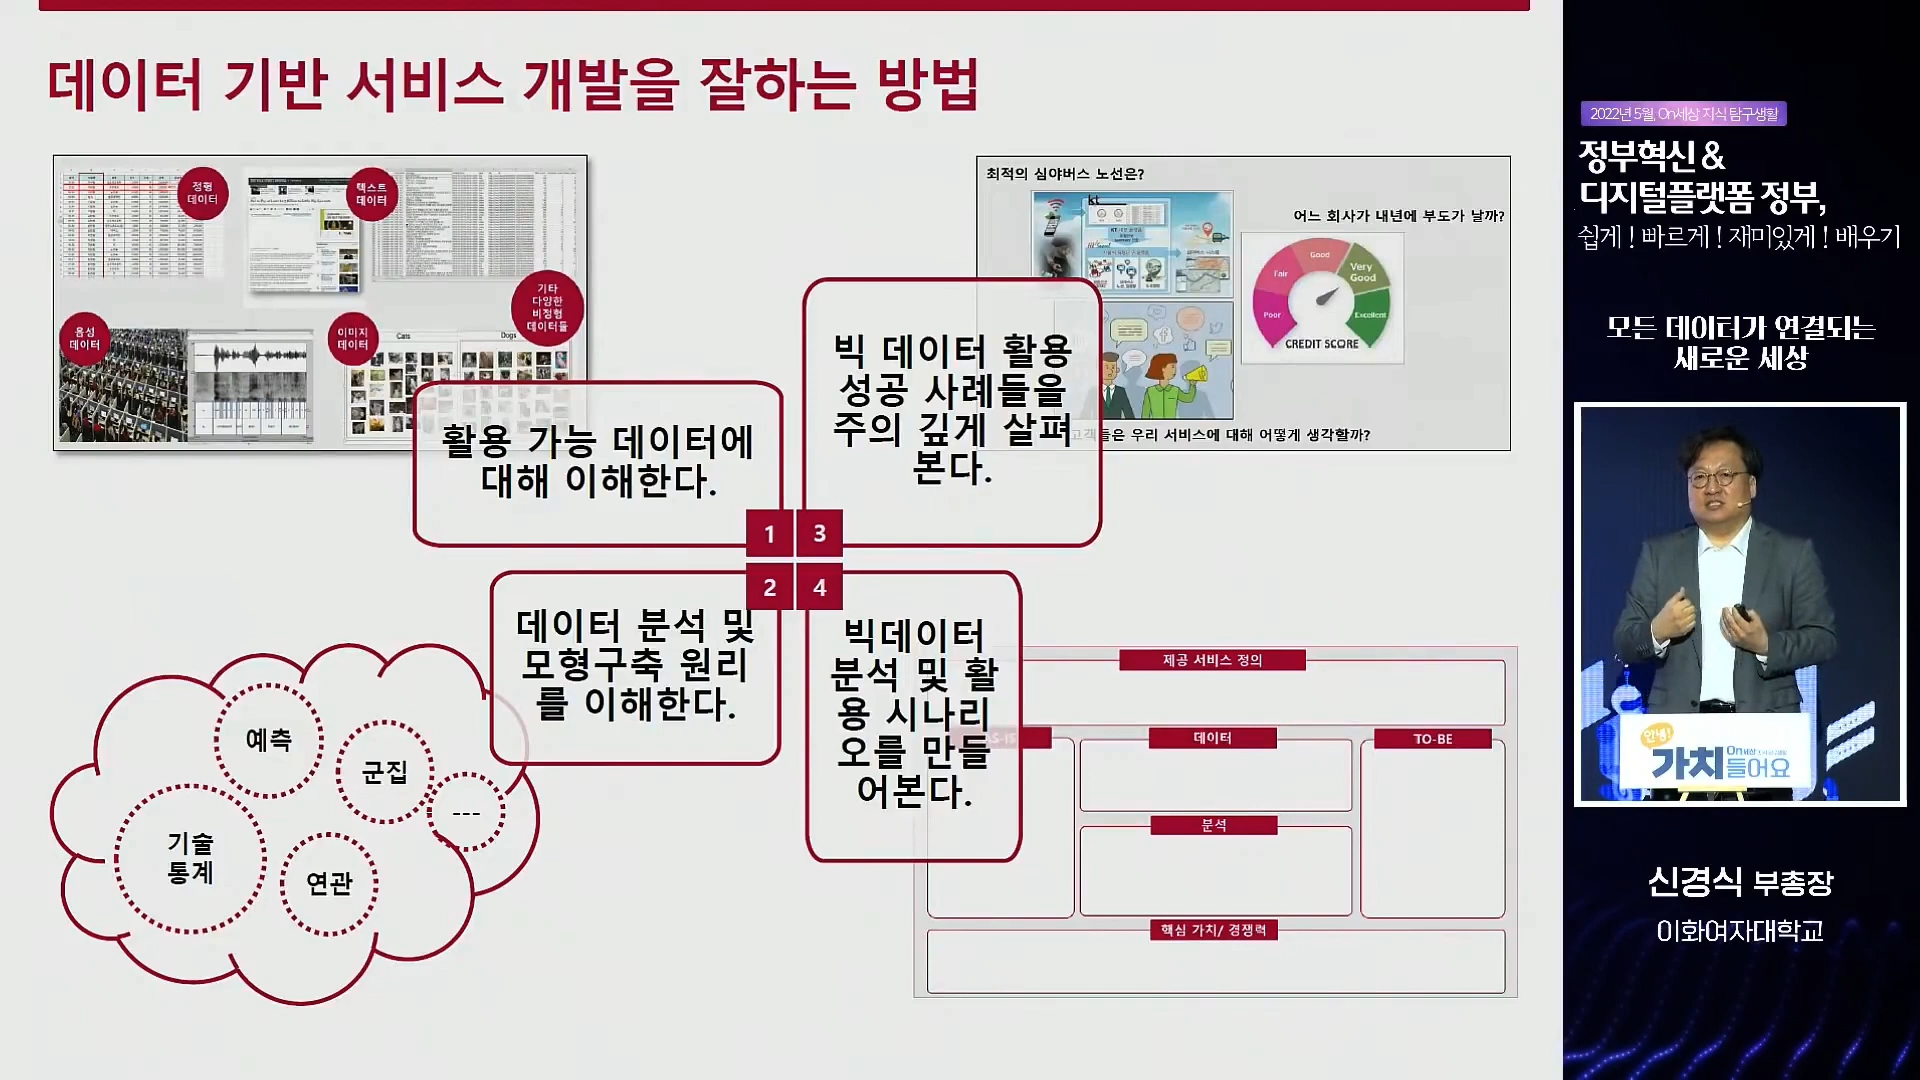 데이터 기반 서비스 개발을 잘하는 방법
정형
데이터
텍스트
데이터
음성
데이터
이미지
데이터
기타
다양한
비정형
데이터들
Cats
Dogs
활용 가능 데이터에
대해 이해한다.
1
최적의 심야버스 노선은?
kt
어느 회사가 내년에 부도가 날까?
Poor
Fair
Good
Very
Good
Excellent
CREDIT SCORE
고객들은 우리 서비스에 대해 어떻게 생각할까?
빅 데이터 활용
성공 사례들을
주의 깊게 살펴
본다.
3
데이터 분석 및
모형구축 원리
를 이해한다.
2
예측
군집
---
기술
통계
연관
4
빅데이터
분석 및 활
용 시나리
오를 만들
어본다.
제공 서비스 정의
AS-IS
데이터
TO-BE
분석
핵심 가치/ 경쟁력
2022년 5월, On세상 지식 탐구생활
정부혁신 &
디지털플랫폼 정부,
쉽게 ! 빠르게 ! 재미있게 ! 배우기
모든 데이터가 연결되는
새로운 세상
안녕!
가치들어요
신경식 부총장
이화여자대학교